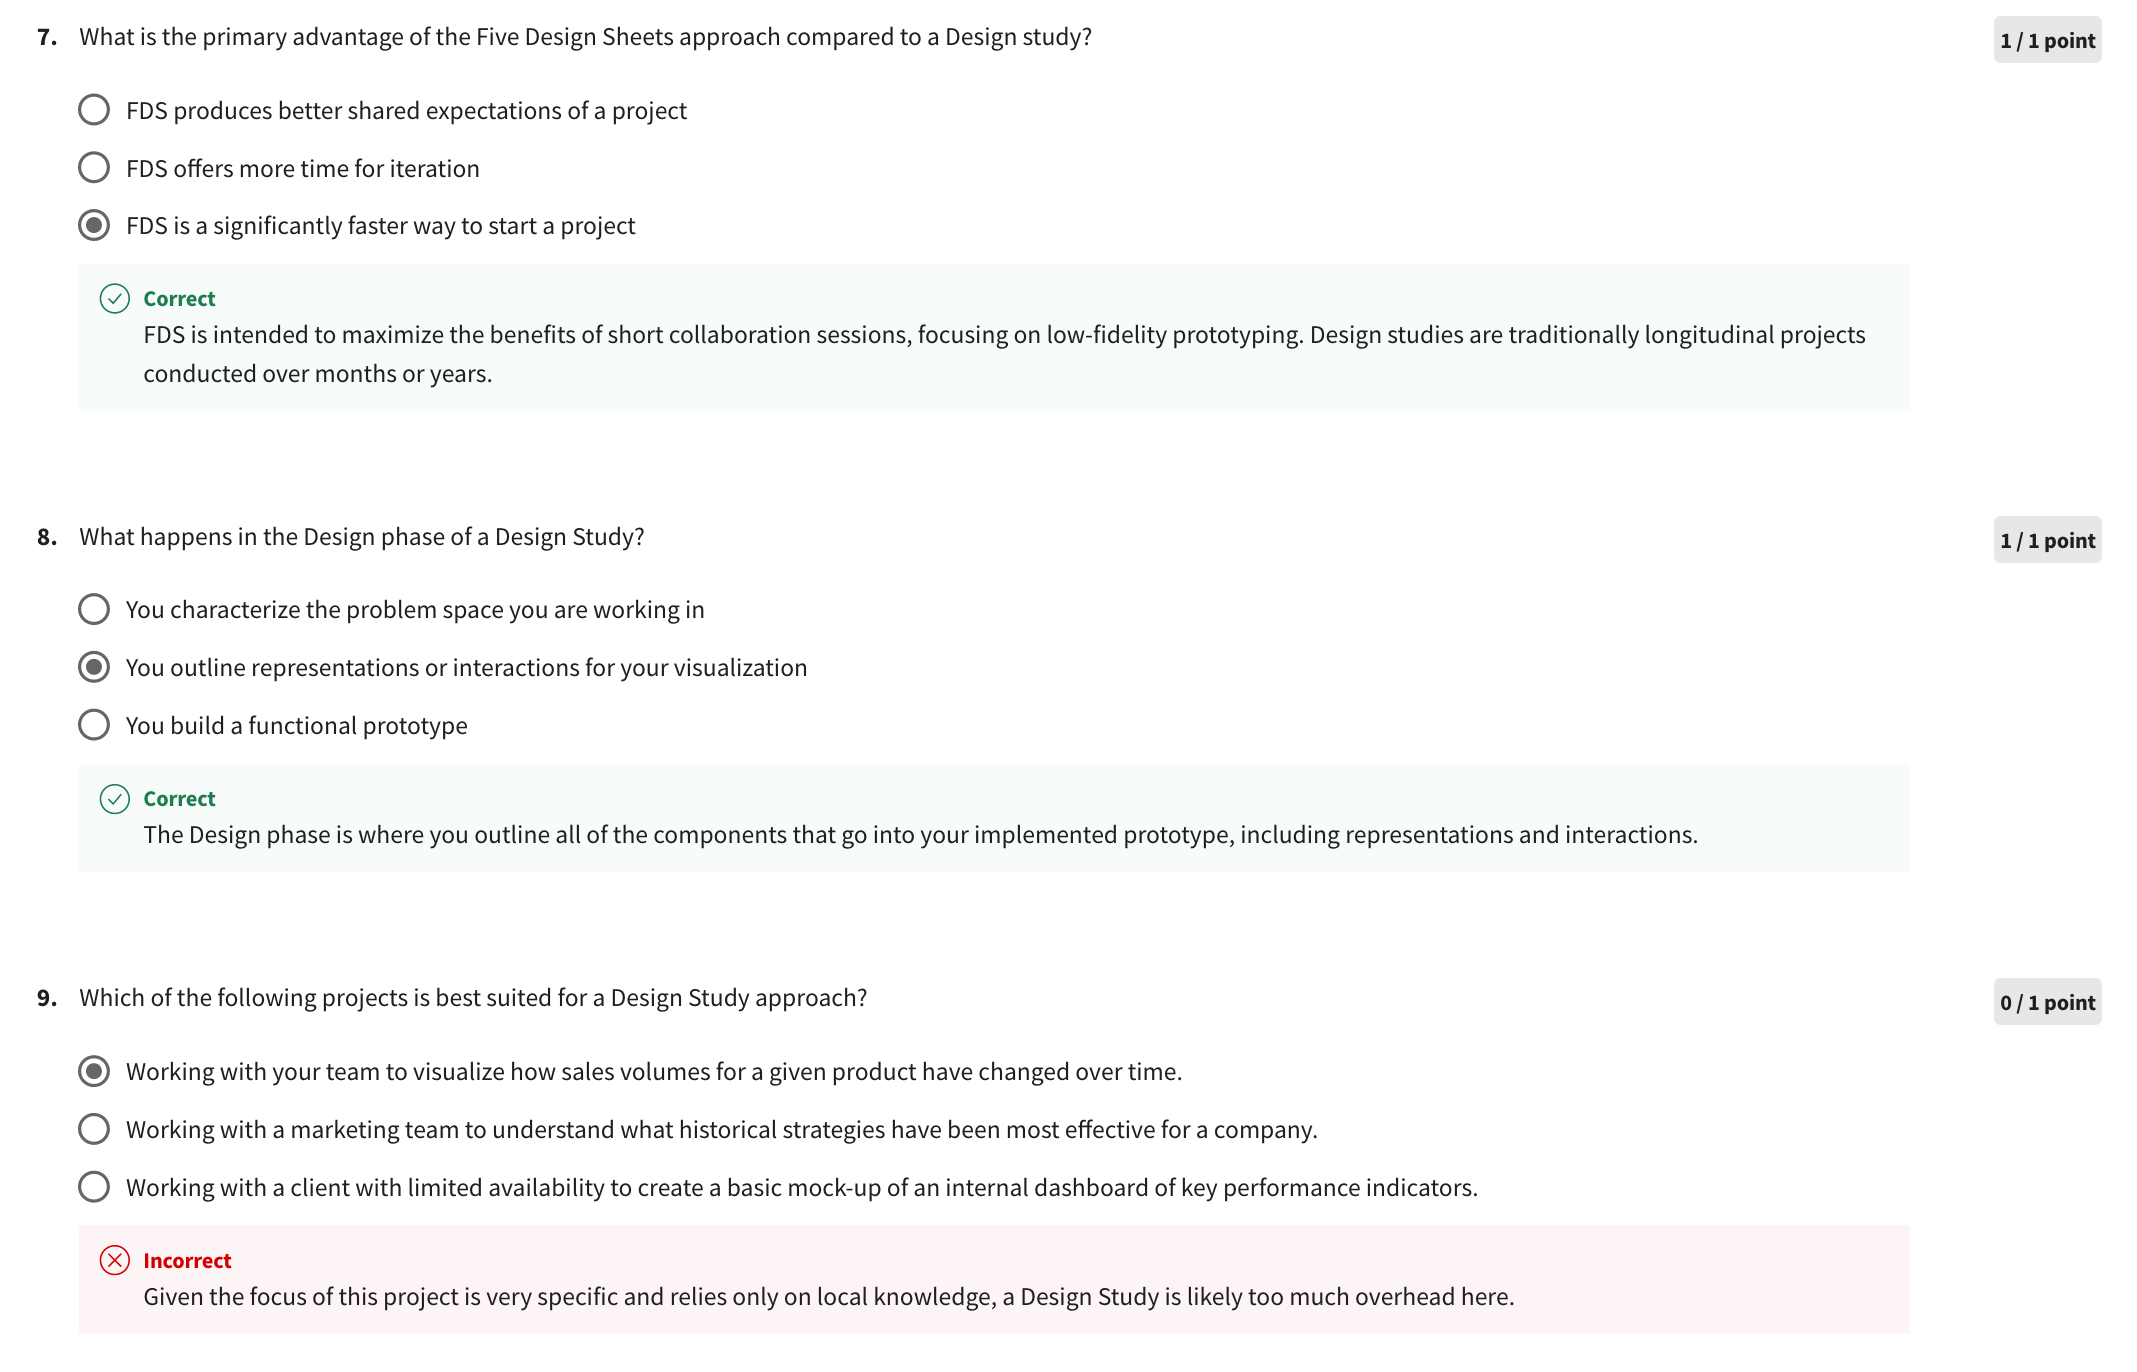 7. What is the primary advantage of the Five Design Sheets approach compared to a Design study?
1 / 1 point
FDS produces better shared expectations of a project
FDS offers more time for iteration
FDS is a significantly faster way to start a project
Correct
FDS is intended to maximize the benefits of short collaboration sessions, focusing on low-fidelity prototyping. Design studies are traditionally longitudinal projects
conducted over months or years.
8. What happens in the Design phase of a Design Study?
1 / 1 point
You characterize the problem space you are working in
You outline representations or interactions for your visualization
You build a functional prototype
Correct
The Design phase is where you outline all of the components that go into your implemented prototype, including representations and interactions.
9. Which of the following projects is best suited for a Design Study approach?
0 / 1 point
Working with your team to visualize how sales volumes for a given product have changed over time.
Working with a marketing team to understand what historical strategies have been most effective for a company.
Working with a client with limited availability to create a basic mock-up of an internal dashboard of key performance indicators.
Incorrect
Given the focus of this project is very specific and relies only on local knowledge, a Design Study is likely too much overhead here.